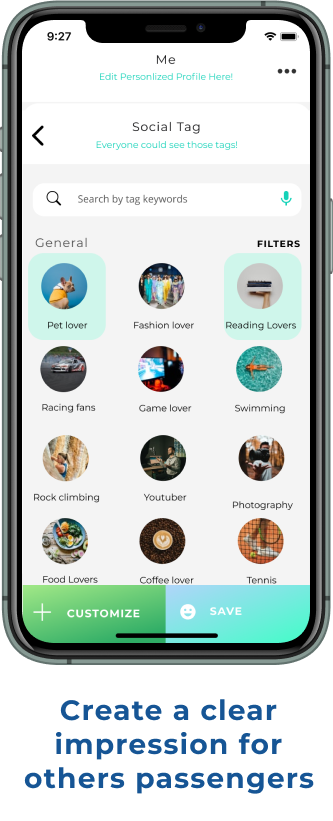 9:27
Me
Edit Personlized Profile Here!
Social Tag
Everyone could see those tags!
Search by tag keywords
General
FILTERS
Pet lover
Fashion lover
Reading Lovers
Racing fans
Game lover
Swimming
Rock climbing
Youtuber
Photography
Food Lovers
Coffee lover
Tennis
CUSTOMIZE
SAVE
Create a clear
impression for
others passengers